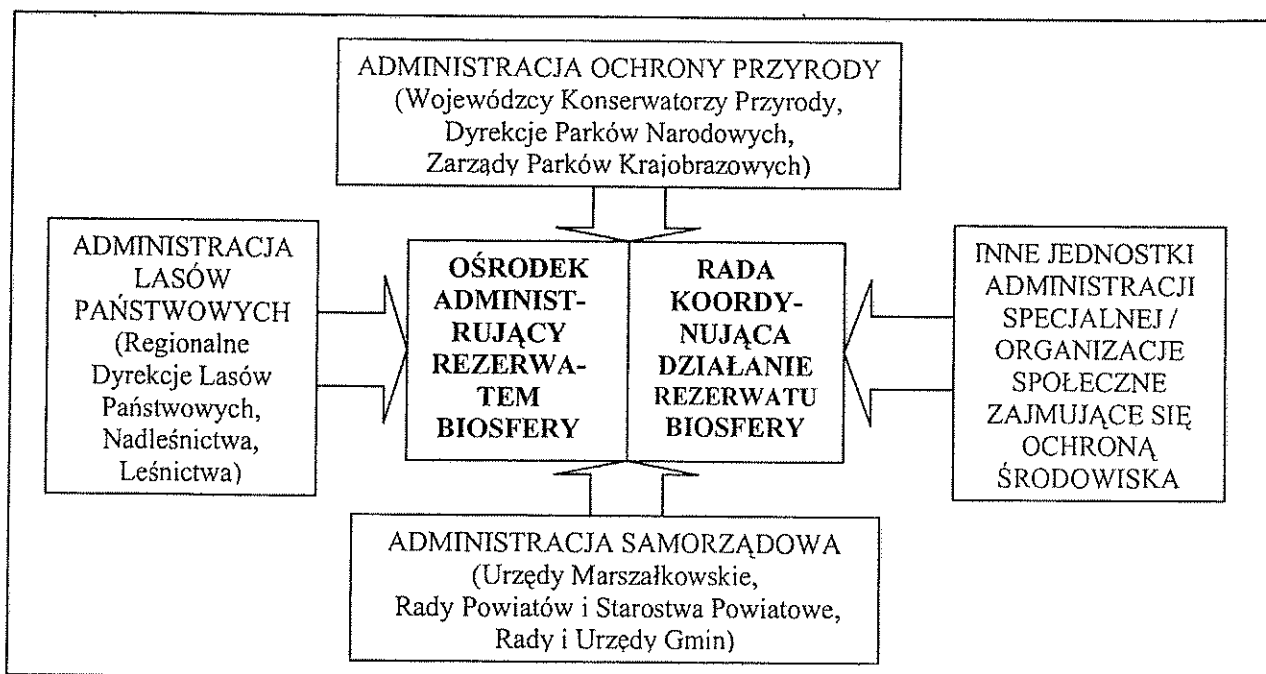 ADMINISTRACJA OCHRONY PRZYRODY
(Wojewódzcy Konserwatorzy Przyrody,
Dyrekcje Parków Narodowych,
Zarządy Parków Krajobrazowych)
ADMINISTRACJA
LASÓW
PAŃSTWOWYCH
(Regionalne
Dyrekcje Lasów
Państwowych,
Nadleśnictwa,
Leśnictwa)
OŚRODEK
ADMINIST-
RUJĄCY
REZERWA-
TEM
BIOSFERY
RADA
KOORDY-
NUJĄCA
DZIAŁANIE
REZERWATU
BIOSFERY
INNE JEDNOSTKI
ADMINISTRACJI
SPECJALNEJ /
ORGANIZACJE
SPOŁECZNE
ZAJMUJĄCE SIĘ
OCHRONĄ
ŚRODOWISKA
ADMINISTRACJA SAMORZĄDOWA
(Urzędy Marszałkowskie,
Rady Powiatów i Starostwa Powiatowe,
Rady i Urzędy Gmin)